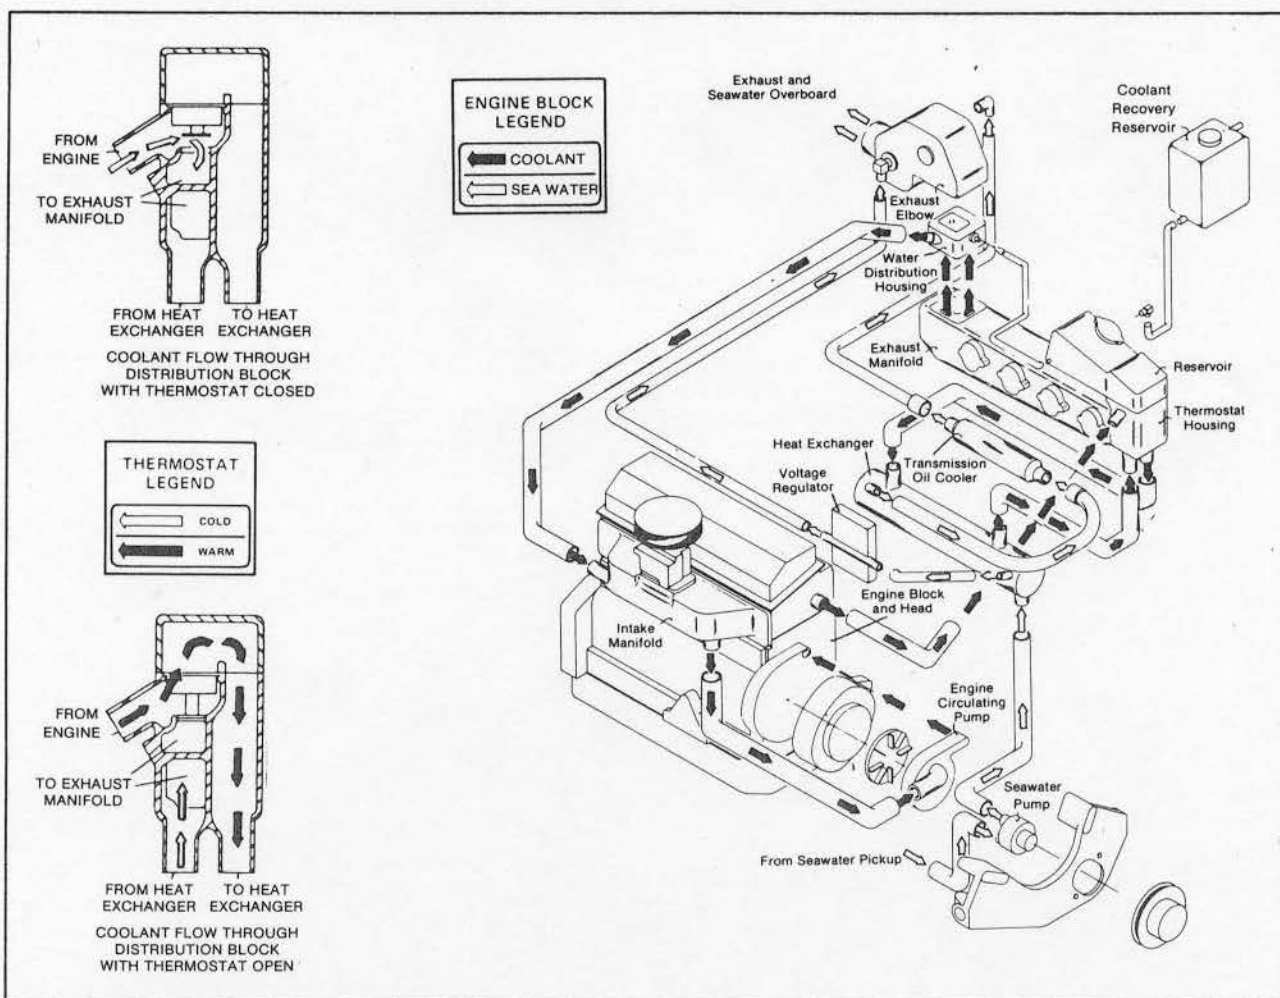 FROM
ENGINE
TO EXHAUST
MANIFOLD
FROM HEAT
EXCHANGER
TO HEAT
EXCHANGER
COOLANT FLOW THROUGH
DISTRIBUTION BLOCK
WITH THERMOSTAT CLOSED
THERMOSTAT
LEGEND
COLD
WARM
FROM
ENGINE
TO EXHAUST
MANIFOLD
FROM HEAT
EXCHANGER
TO HEAT
EXCHANGER
COOLANT FLOW THROUGH
DISTRIBUTION BLOCK
WITH THERMOSTAT OPEN
ENGINE BLOCK
LEGEND
COOLANT
SEA WATER
Exhaust and
Seawater Overboard
Coolant
Recovery
Reservoir
Exhaust
Elbow
Water
Distribution
Housing
Exhaust
Manifold
Reservoir
Thermostat
Housing
Heat Exchanger
Transmission
Oil Cooler
Voltage
Regulator
Engine Block
and Head
Intake
Manifold
Engine
Circulating
Pump
Seawater
Pump
From Seawater Pickup